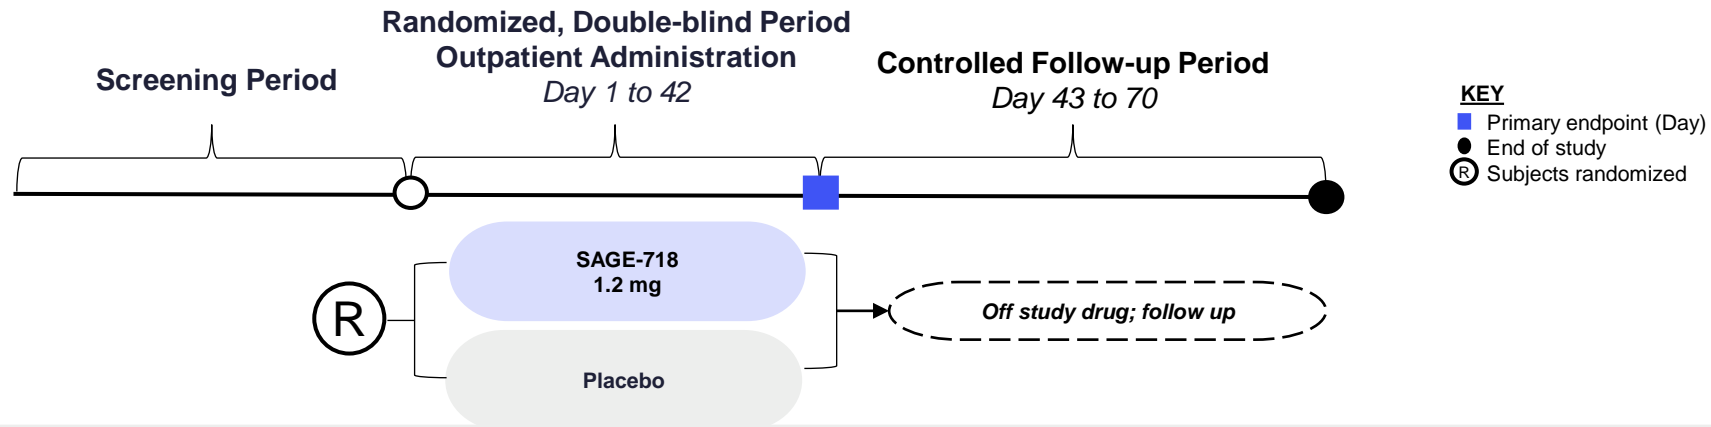 Screening Period
Randomized, Double-blind Period
Outpatient Administration
Day 1 to 42
Controlled Follow-up Period
Day 43 to 70
KEY
Primary endpoint (Day)
End of study
R Subjects randomized
R
SAGE-718
1.2 mg
Placebo
Off study drug; follow up